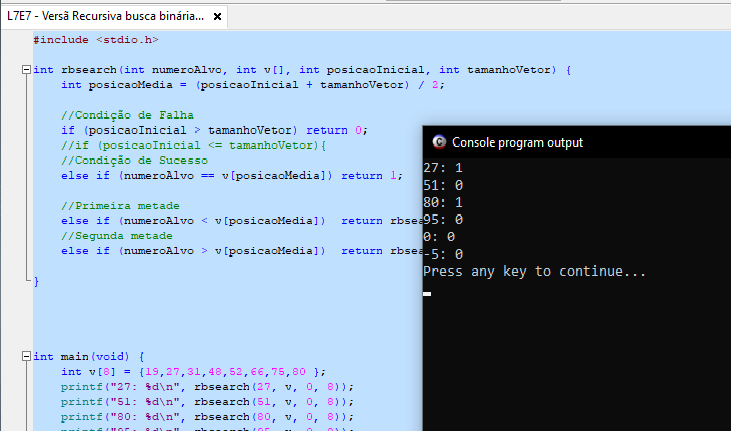 L7E7 - Versã Recursiva busca binária...
#include <stdio.h>
int rbsearch(int numeroAlvo, int v[], int posicaoInicial, int tamanhoVetor) {
int posicaoMedia = (posicaoInicial + tamanhoVetor) / 2;
//Condição de Falha
if (posicaoInicial > tamanhoVetor) return 0;
//if (posicaoInicial <= tamanhoVetor){
//Condição de Sucesso
else if (numeroAlvo == v[posicaoMedia]) return 1;
//Primeira metade
else if (numeroAlvo < v[posicaoMedia])  return rbsea
//Segunda metade
else if (numeroAlvo > v[posicaoMedia])  return rbsea
}
int main(void) {
int v[8] = {19,27,31,48,52,66,75,80 };
printf("27: %d\n", rbsearch(27, v, 0, 8));
printf("51: %d\n", rbsearch(51, v, 0, 8));
printf("80: %d\n", rbsearch(80, v, 0, 8));
Console program output
27: 1
51: 0
80: 1
95: 0
0: 0
-5: 0
Press any key to continue...